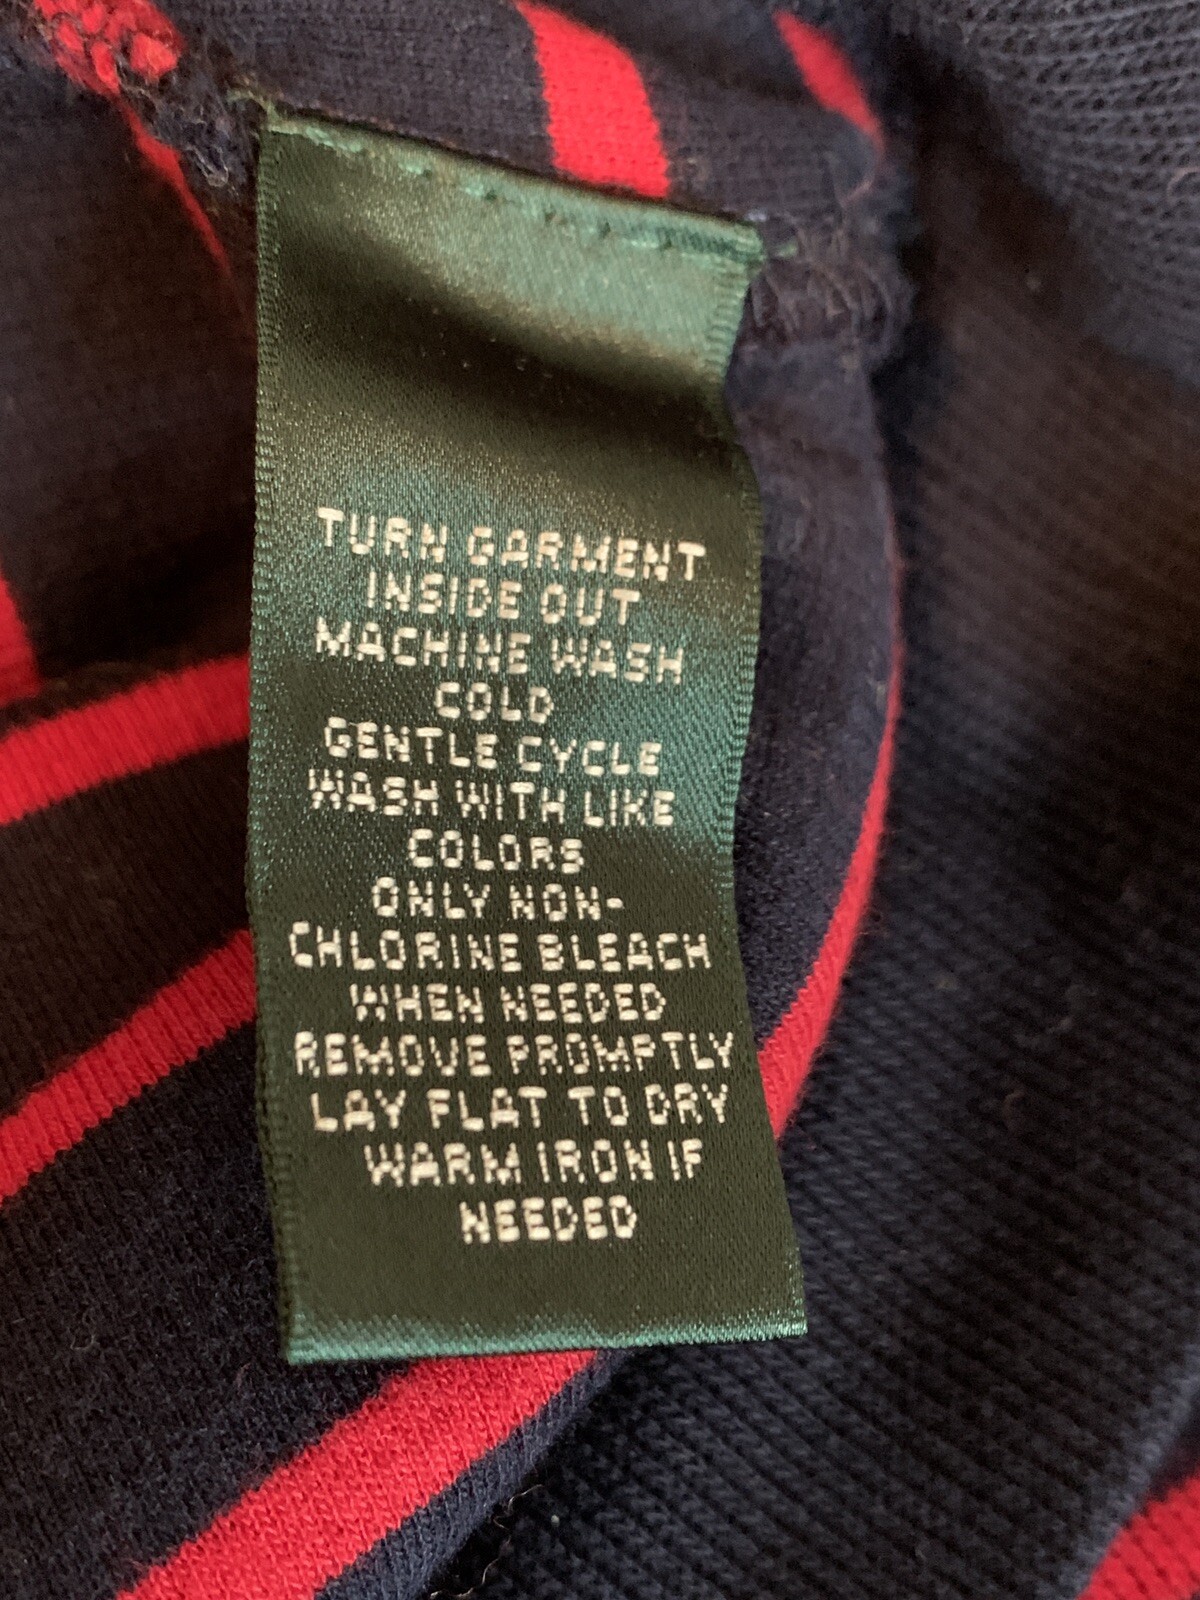 TURN GARMENT
INSIDE OUT
MACHINE WASH
COLD
GENTLE CYCLE
WASH WITH LIKE
COLORS
ONLY NON-
CHLORINE BLEACH
WHEN NEEDED
REMOVE PROMPTLY
LAY FLAT TO DRY
WARM IRON IF
NEEDED